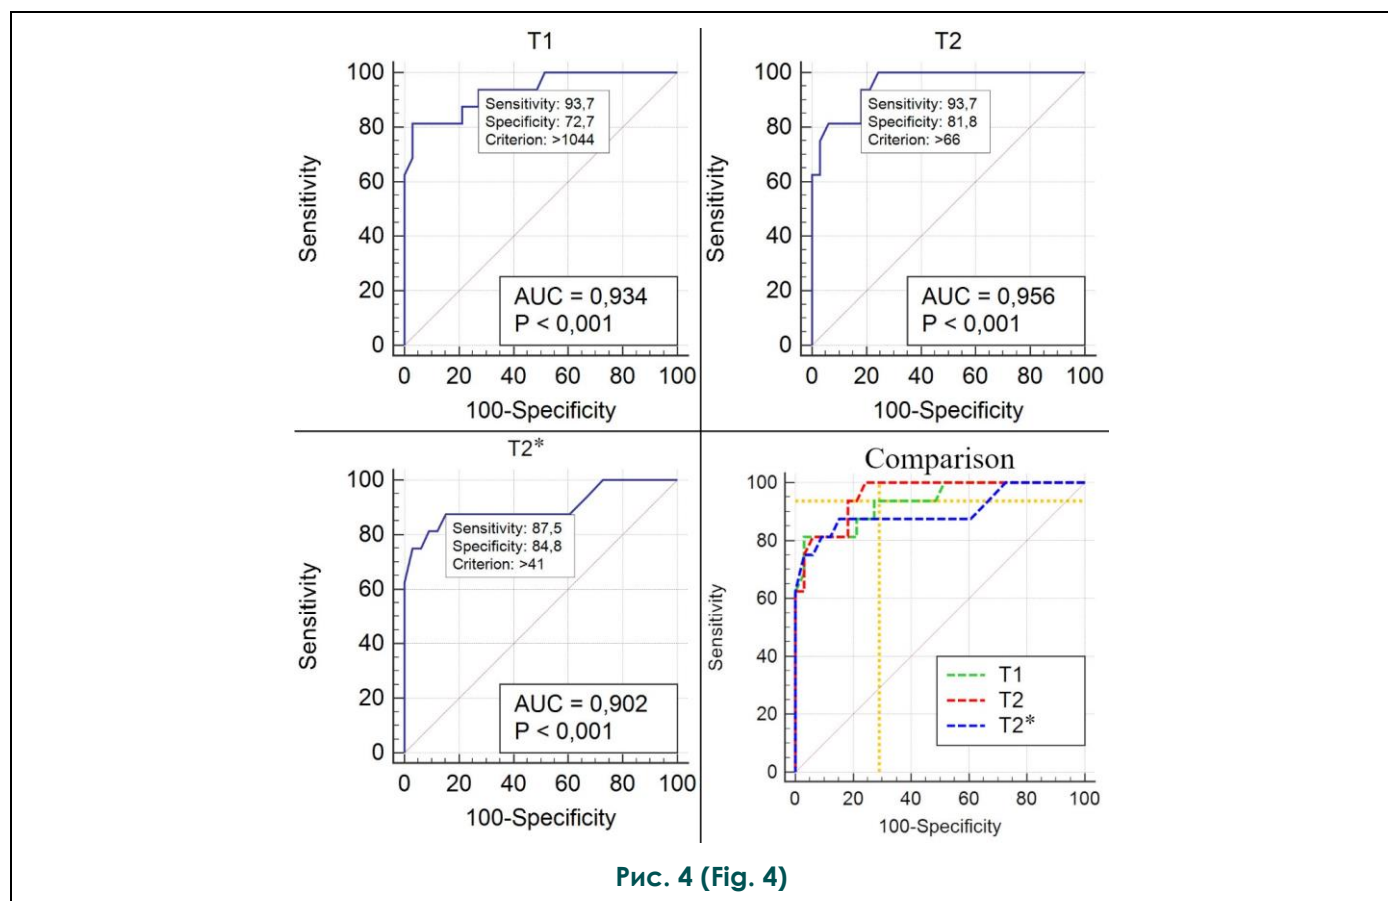 T1
100
80
60
40
20
0
Sensitivity
Sensitivity: 93,7
Specificity: 72,7
Criterion: >1044
AUC = 0,934
P < 0,001
0 20 40 60 80 100
100-Specificity
T2
100
80
60
40
20
0
Sensitivity
Sensitivity: 93,7
Specificity: 81,8
Criterion: >66
AUC = 0,956
P < 0,001
0 20 40 60 80 100
100-Specificity
T2*
100
80
60
40
20
0
Sensitivity
Sensitivity: 87,5
Specificity: 84,8
Criterion: >41
AUC = 0,902
P < 0,001
0 20 40 60 80 100
100-Specificity
Comparison
100
80
60
40
20
0
Sensitivity
T1
T2
T2*
0 20 40 60 80 100
100-Specificity
Рис. 4 (Fig. 4)